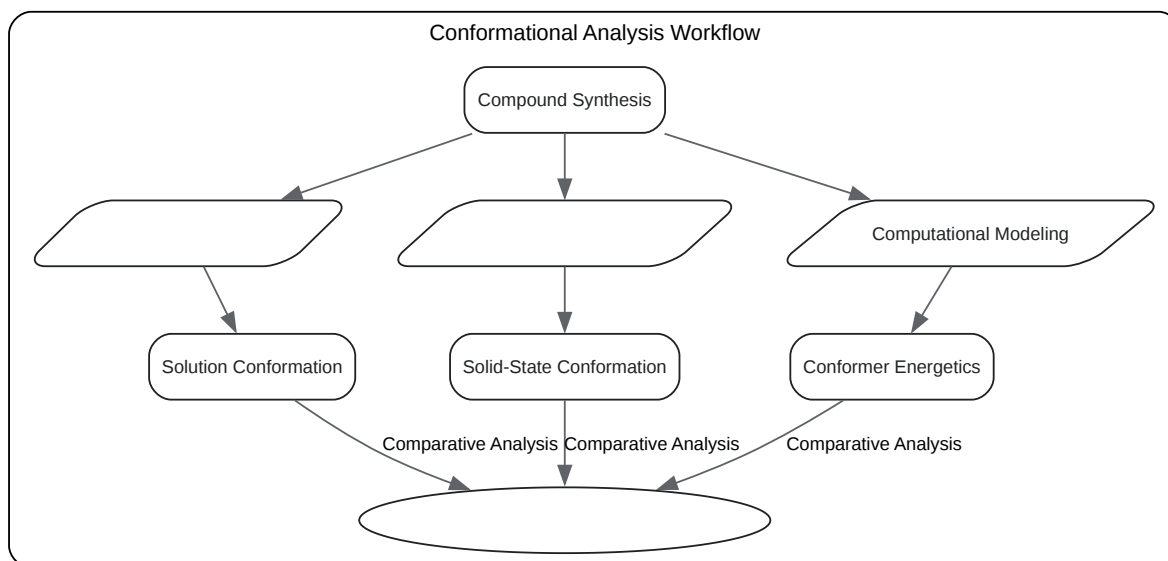 Conformational Analysis Workflow
Compound Synthesis
Computational Modeling
Solution Conformation
Solid-State Conformation
Conformer Energetics
Comparative Analysis
Comparative Analysis
Comparative Analysis